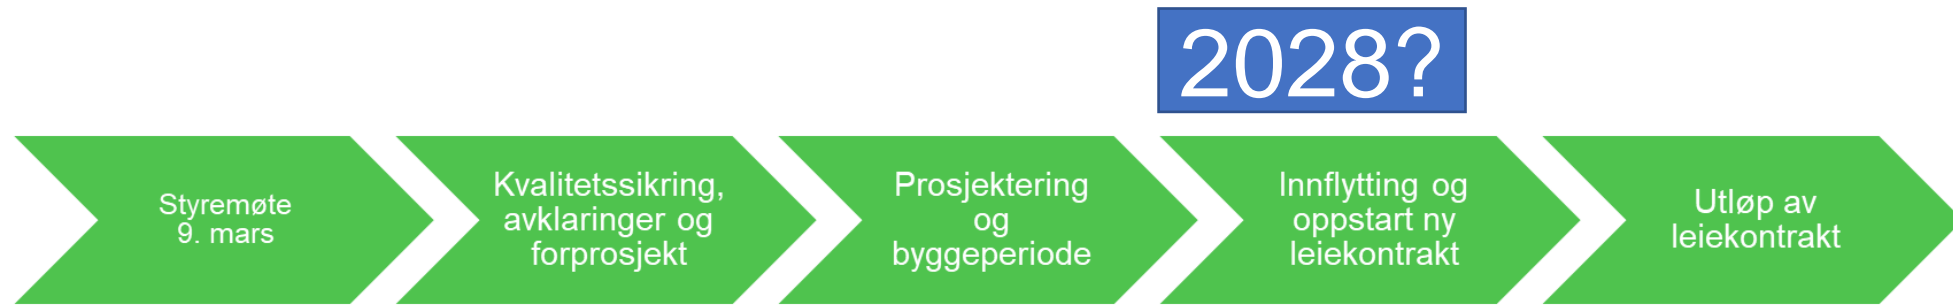 2028?
Styremøte
9. mars
Kvalitetssikring,
avklaringer og
forprosjekt
Prosjektering
og
byggeperiode
Innflytting og
oppstart ny
leiekontrakt
Utløp av
leiekontrakt